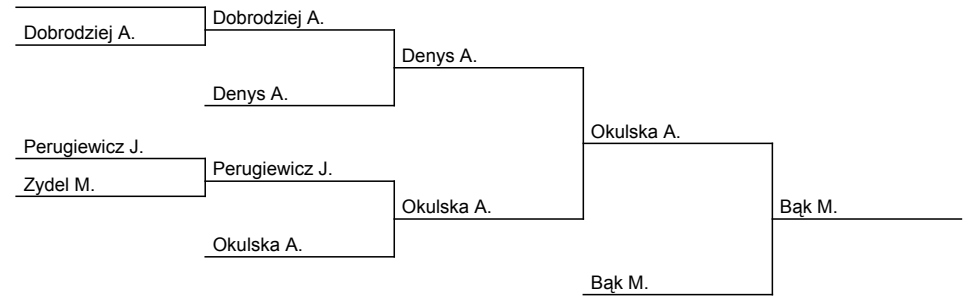 Dobrodziej A.
Dobrodziej A.
Denys A.
Denys A.
Okulska A.
Perugiewicz J.
Perugiewicz J.
Zydel M.
Okulska A.
Bąk M.
Okulska A.
Bąk M.